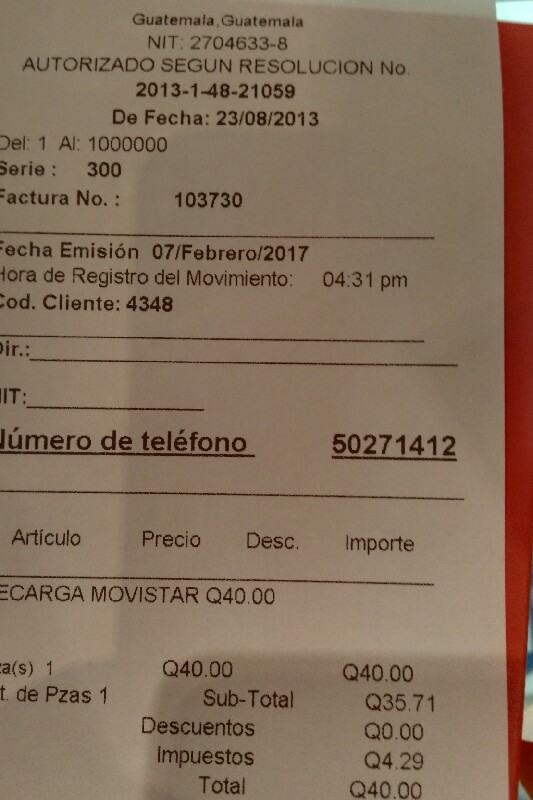 Guatemala,Guatemala
NIT: 2704633-8
AUTORIZADO SEGUN RESOLUCION No.
2013-1-48-21059
De Fecha: 23/08/2013
Del: 1 Al: 1000000
Serie : 300
Factura No. : 103730
Fecha Emisión 07/Febrero/2017
Hora de Registro del Movimiento: 04:31 pm
Cod. Cliente: 4348
Dir.:
IIT:
Número de teléfono 50271412
Artículo Precio Desc. Importe
ECARGA MOVISTAR Q40.00
za(s) 1 Q40.00 Q40.00
t. de Pzas 1 Sub-Total Q35.71
Descuentos Q0.00
Impuestos Q4.29
Total Q40.00